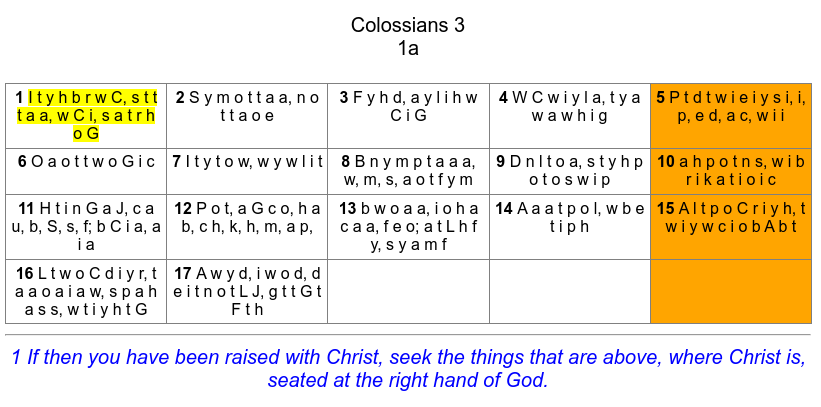 Colossians 3
1a
1 I t y h b r w C, s t t
t a a, w C i, s a t r h
o G
2 S y m o t t a a, n o
t t a o e
3 F y h d, a y l i h w
C i G
4 W C w i y l a, t y a
w a w h i g
5 P t d t w i e i y s i, i,
p, e d, a c, w i i
6 O a o t t w o G i c
7 I t y t o w, w y w l i t
8 B n y m p t a a a,
w, m, s, a o t f y m
9 D n l t o a, s t y h p
o t o s w i p
10 a h p o t n s, w i b
r i k a t i o i c
11 H t i n G a J, c a
u, b, S, s, f; b C i a, a
i a
12 P o t, a G c o, h a
b, c h, k, h, m, a p,
13 b w o a a, i o h a
c a a, f e o; a t L h f
y, s y a m f
14 A a a t p o l, w b e
t i p h
15 A l t p o C r i y h, t
w i y w c i o b A b t
16 L t w o C d i y r, t
a a o a i a w, s p a h
a s s, w t i y h t G
17 A w y d, i w o d, d
e i t n o t L J, g t t G t
F t h
1 If then you have been raised with Christ, seek the things that are above, where Christ is,
seated at the right hand of God.